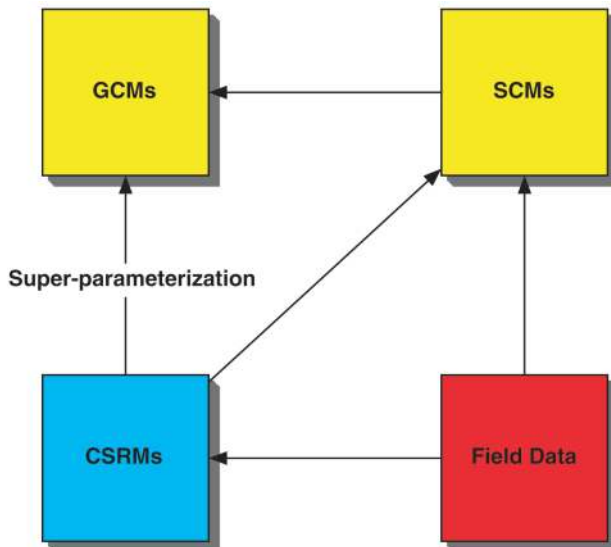 GCMs
SCMs
Super-parameterization
CSRMs
Field Data